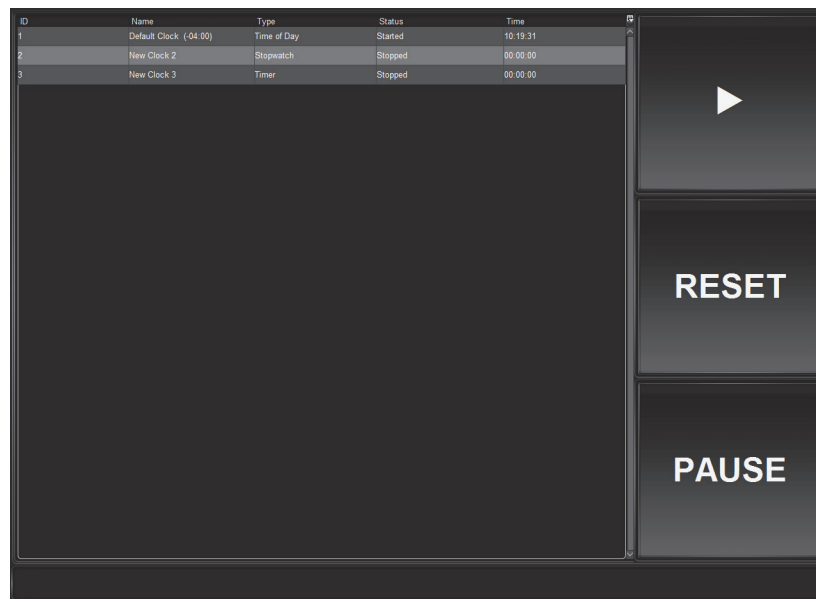 ID Name Type Status Time
1 Default Clock (-04:00) Time of Day Started 10:19:31
2 New Clock 2 Stopwatch Stopped 00:00:00
3 New Clock 3 Timer Stopped 00:00:00
RESET
PAUSE